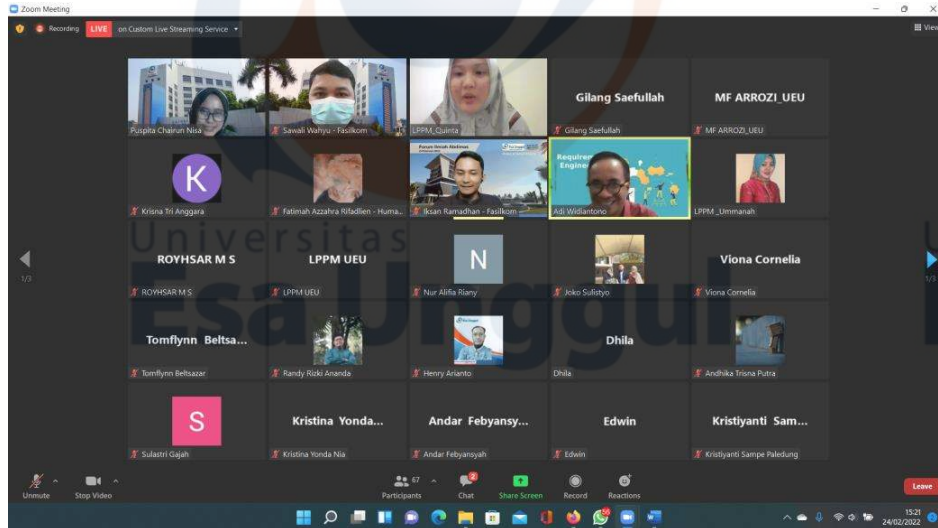 Zoom Meeting
Recording LIVE on Custom Live Streaming Service
View
Puspita Chairun Nisa
Sawali Wahyu - Fasilkom
LPPM_Quinta
Gilang Saefullah
Gilang Saefullah
MF ARROZI_UEU
MF ARROZI_UEU
K
Krisna Tri Anggara
Fatimah Azzahra Rifadlien - Huma...
Iksan Ramadhan - Fasilkom
Adi Widiantono
LPPM _Ummanah
Universitas
Esa Unggul
1/3
1/3
ROYHSAR M S
ROYHSAR M S
LPPM UEU
LPPM UEU
N
Nur Alifia Riany
Joko Sulistyo
Viona Cornelia
Viona Cornelia
Tomflynn Beltsa...
Tomflynn Beltsazar
Randy Rizki Ananda
Henry Arianto
Dhila
Dhila
Andhika Trisna Putra
S
Sulastri Gajah
Kristina Yonda...
Kristina Yonda Nia
Andar Febyansy...
Andar Febyansyah
Edwin
Edwin
Kristiyanti Sam...
Kristiyanti Sampe Paledung
Unmute
Stop Video
67
Participants
2
Chat
Share Screen
Record
Reactions
Leave
15:21
24/02/2022